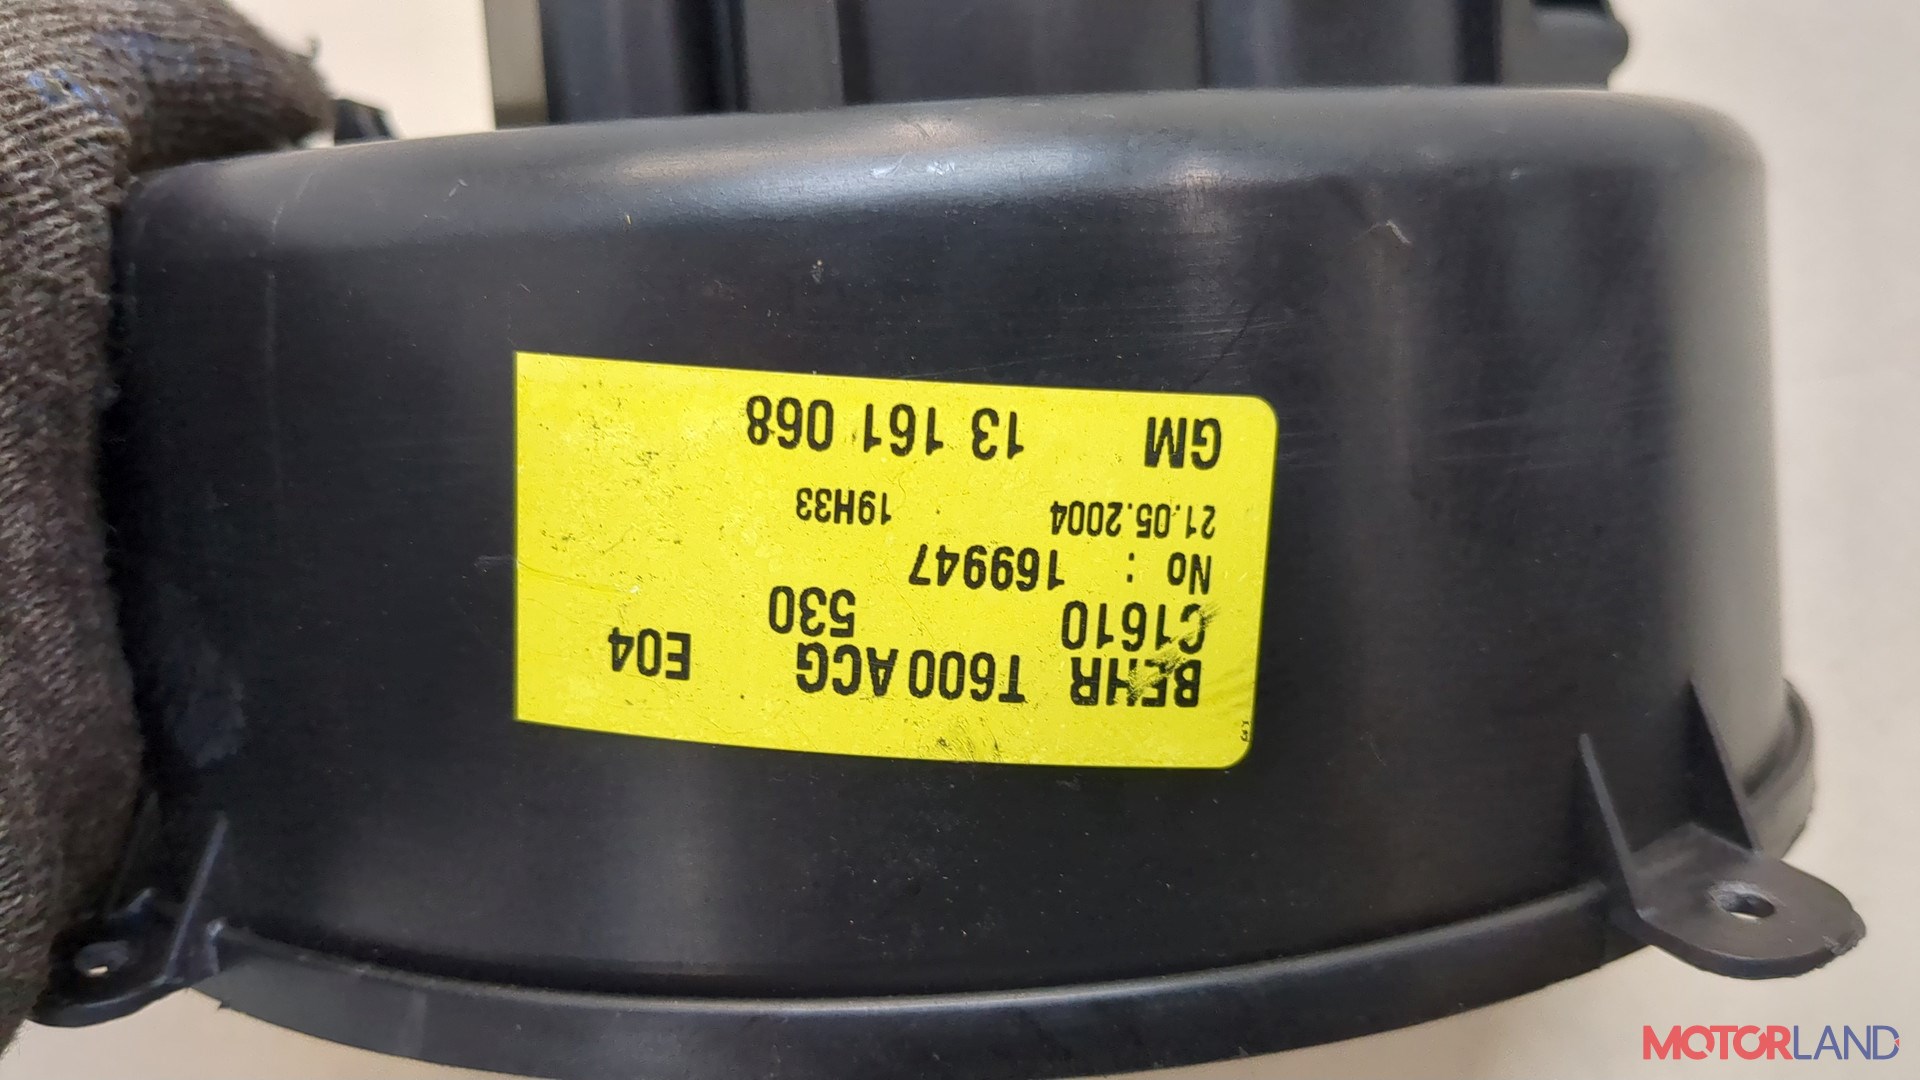 BEHR T600 ACG E04
C1610 530
No : 169947
21.05.2004 19H33
GM 13 161 068
MOTORLAND